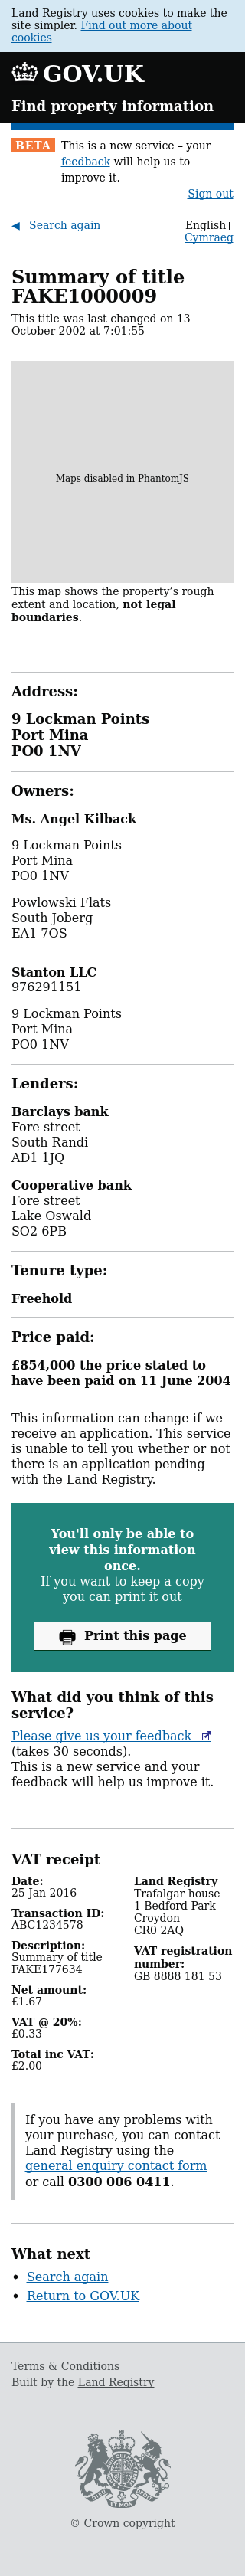 Land Registry uses cookies to make the
site simpler. Find out more about
cookies
GOV.UK
Find property information
BETA This is a new service – your
feedback will help us to
improve it.
Sign out
◀ Search again
English |
Cymraeg
Summary of title
FAKE1000009
This title was last changed on 13
October 2002 at 7:01:55
Maps disabled in PhantomJS
This map shows the property’s rough
extent and location, not legal
boundaries.
Address:
9 Lockman Points
Port Mina
PO0 1NV
Owners:
Ms. Angel Kilback
9 Lockman Points
Port Mina
PO0 1NV
Powlowski Flats
South Joberg
EA1 7OS
Stanton LLC
976291151
9 Lockman Points
Port Mina
PO0 1NV
Lenders:
Barclays bank
Fore street
South Randi
AD1 1JQ
Cooperative bank
Fore street
Lake Oswald
SO2 6PB
Tenure type:
Freehold
Price paid:
£854,000 the price stated to
have been paid on 11 June 2004
This information can change if we
receive an application. This service
is unable to tell you whether or not
there is an application pending
with the Land Registry.
You'll only be able to
view this information
once.
If you want to keep a copy
you can print it out
Print this page
What did you think of this
service?
Please give us your feedback
(takes 30 seconds).
This is a new service and your
feedback will help us improve it.
VAT receipt
Date:
25 Jan 2016
Transaction ID:
ABC1234578
Description:
Summary of title
FAKE177634
Net amount:
£1.67
VAT @ 20%:
£0.33
Total inc VAT:
£2.00
Land Registry
Trafalgar house
1 Bedford Park
Croydon
CR0 2AQ
VAT registration
number:
GB 8888 181 53
If you have any problems with
your purchase, you can contact
Land Registry using the
general enquiry contact form
or call 0300 006 0411.
What next
• Search again
• Return to GOV.UK
Terms & Conditions
Built by the Land Registry
© Crown copyright